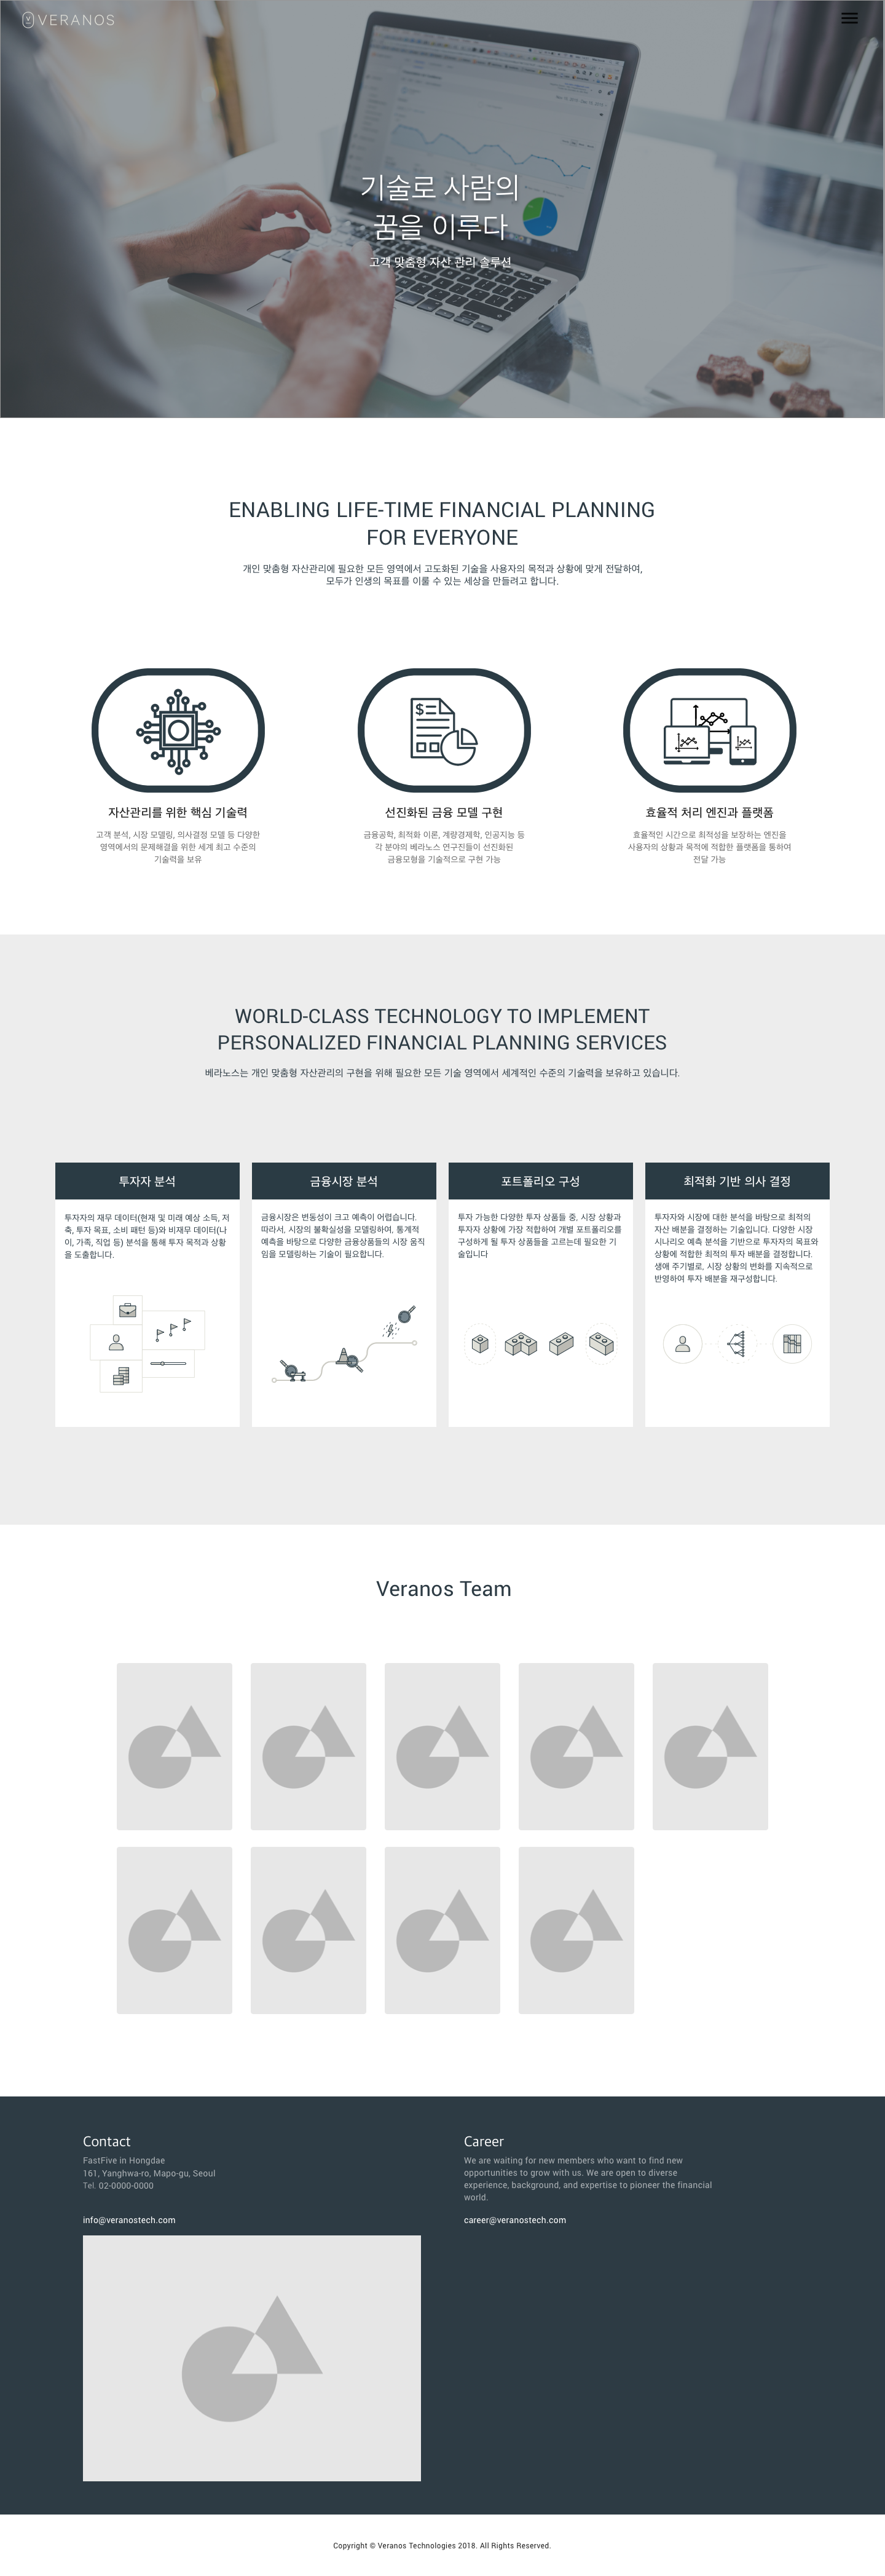 VERANOS
기술로 사람의
꿈을 이루다
고객 맞춤형 자산 관리 솔루션
ENABLING LIFE-TIME FINANCIAL PLANNING
FOR EVERYONE
개인 맞춤형 자산관리에 필요한 모든 영역에서 고도화된 기술을 사용자의 목적과 상황에 맞게 전달하여,
모두가 인생의 목표를 이룰 수 있는 세상을 만들려고 합니다.
자산관리를 위한 핵심 기술력
고객 분석, 시장 모델링, 의사결정 모델 등 다양한
영역에서의 문제해결을 위한 세계 최고 수준의
기술력을 보유
선진화된 금융 모델 구현
금융공학, 최적화 이론, 계량경제학, 인공지능 등
각 분야의 베라노스 연구진들이 선진화된
금융모형을 기술적으로 구현 가능
효율적 처리 엔진과 플랫폼
효율적인 시간으로 최적성을 보장하는 엔진을
사용자의 상황과 목적에 적합한 플랫폼을 통하여
전달 가능
WORLD-CLASS TECHNOLOGY TO IMPLEMENT
PERSONALIZED FINANCIAL PLANNING SERVICES
베라노스는 개인 맞춤형 자산관리의 구현을 위해 필요한 모든 기술 영역에서 세계적인 수준의 기술력을 보유하고 있습니다.
투자자 분석
투자자의 재무 데이터(현재 및 미래 예상 소득, 저
축, 투자 목표, 소비 패턴 등)와 비재무 데이터(나
이, 가족, 직업 등) 분석을 통해 투자 목적과 상황
을 도출합니다.
금융시장 분석
금융시장은 변동성이 크고 예측이 어렵습니다.
따라서, 시장의 불확실성을 모델링하여, 통계적
예측을 바탕으로 다양한 금융상품들의 시장 움직
임을 모델링하는 기술이 필요합니다.
포트폴리오 구성
투자 가능한 다양한 투자 상품들 중, 시장 상황과
투자자 상황에 가장 적합하여 개별 포트폴리오를
구성하게 될 투자 상품들을 고르는데 필요한 기
술입니다
최적화 기반 의사 결정
투자자와 시장에 대한 분석을 바탕으로 최적의
자산 배분을 결정하는 기술입니다. 다양한 시장
시나리오 예측 분석을 기반으로 투자자의 목표와
상황에 적합한 최적의 투자 배분을 결정합니다.
생애 주기별로, 시장 상황의 변화를 지속적으로
반영하여 투자 배분을 재구성합니다.
Veranos Team
Contact
FastFive in Hongdae
161, Yanghwa-ro, Mapo-gu, Seoul
Tel. 02-0000-0000
info@veranostech.com
Career
We are waiting for new members who want to find new
opportunities to grow with us. We are open to diverse
experience, background, and expertise to pioneer the financial
world.
career@veranostech.com
Copyright © Veranos Technologies 2018. All Rights Reserved.